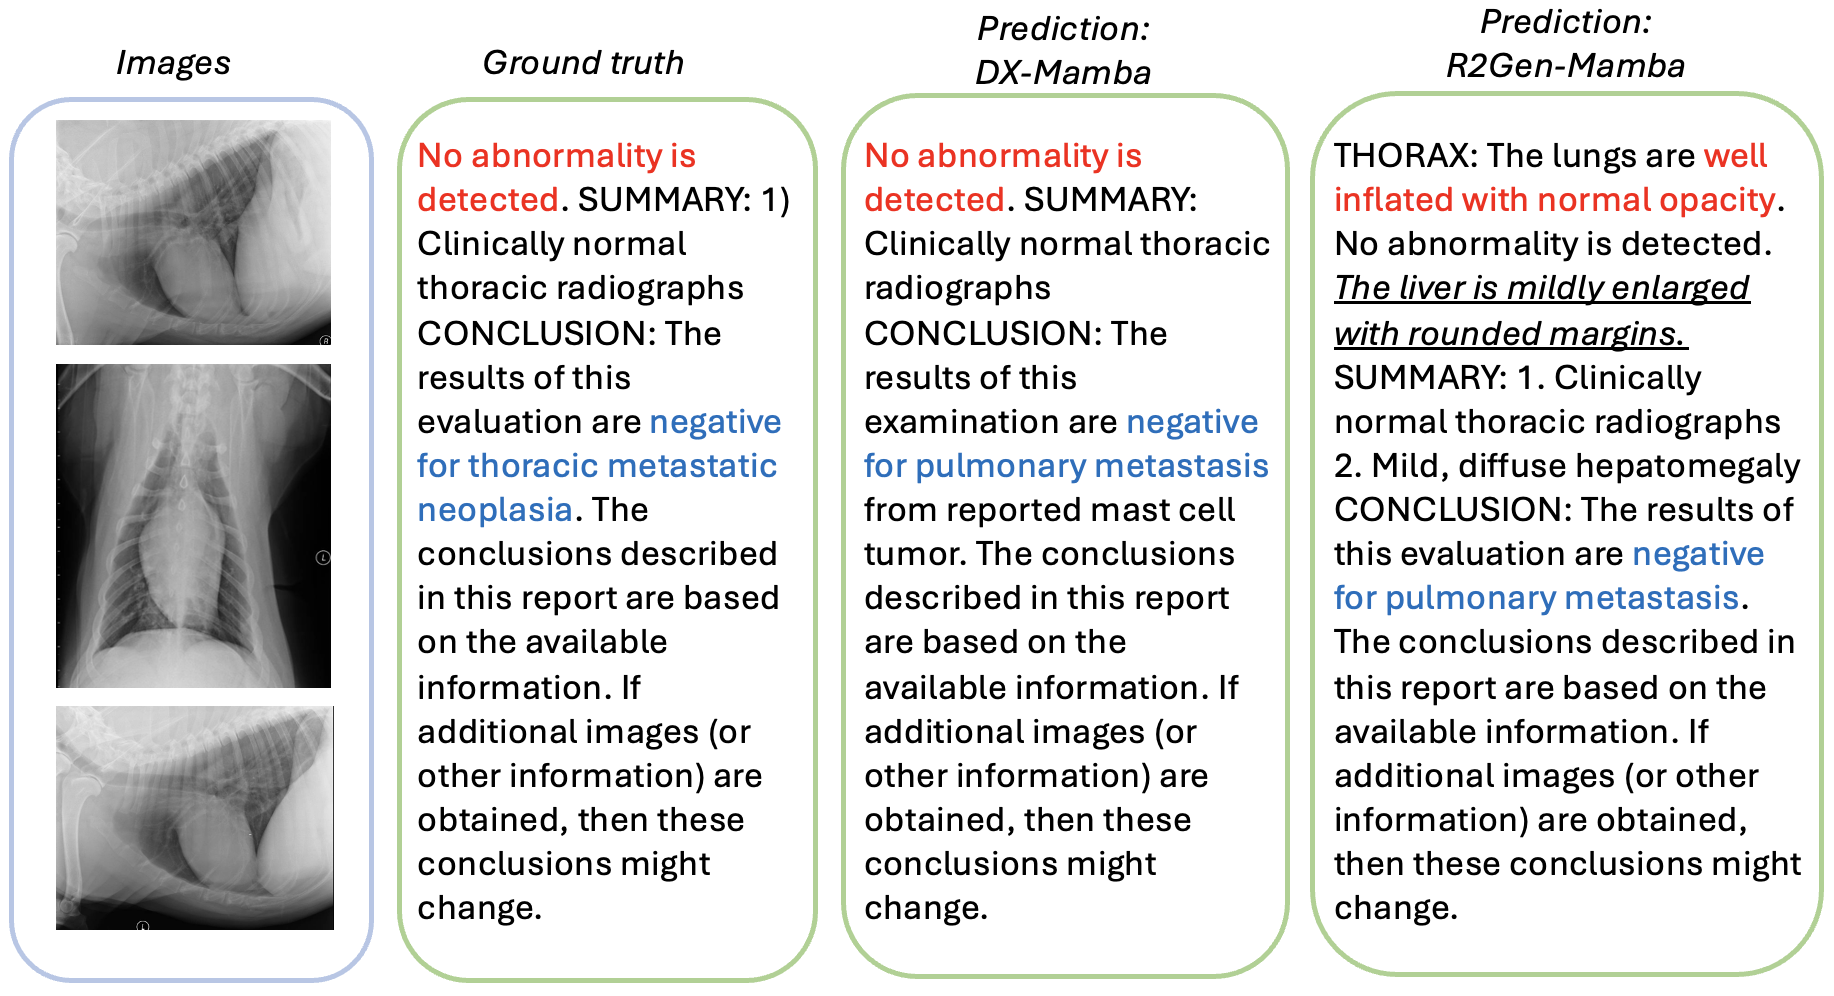 Images
Ground truth
Prediction:
DX-Mamba
Prediction:
R2Gen-Mamba
No abnormality is
detected. SUMMARY: 1)
Clinically normal
thoracic radiographs
CONCLUSION: The
results of this
evaluation are negative
for thoracic metastatic
neoplasia. The
conclusions described
in this report are based
on the available
information. If
additional images (or
other information) are
obtained, then these
conclusions might
change.
No abnormality is
detected. SUMMARY:
Clinically normal thoracic
radiographs
CONCLUSION: The
results of this
examination are negative
for pulmonary metastasis
from reported mast cell
tumor. The conclusions
described in this report
are based on the
available information. If
additional images (or
other information) are
obtained, then these
conclusions might
change.
THORAX: The lungs are well
inflated with normal opacity.
No abnormality is detected.
The liver is mildly enlarged
with rounded margins.
SUMMARY: 1. Clinically
normal thoracic radiographs
2. Mild, diffuse hepatomegaly
CONCLUSION: The results of
this evaluation are negative
for pulmonary metastasis.
The conclusions described in
this report are based on the
available information. If
additional images (or other
information) are obtained,
then these conclusions might
change.